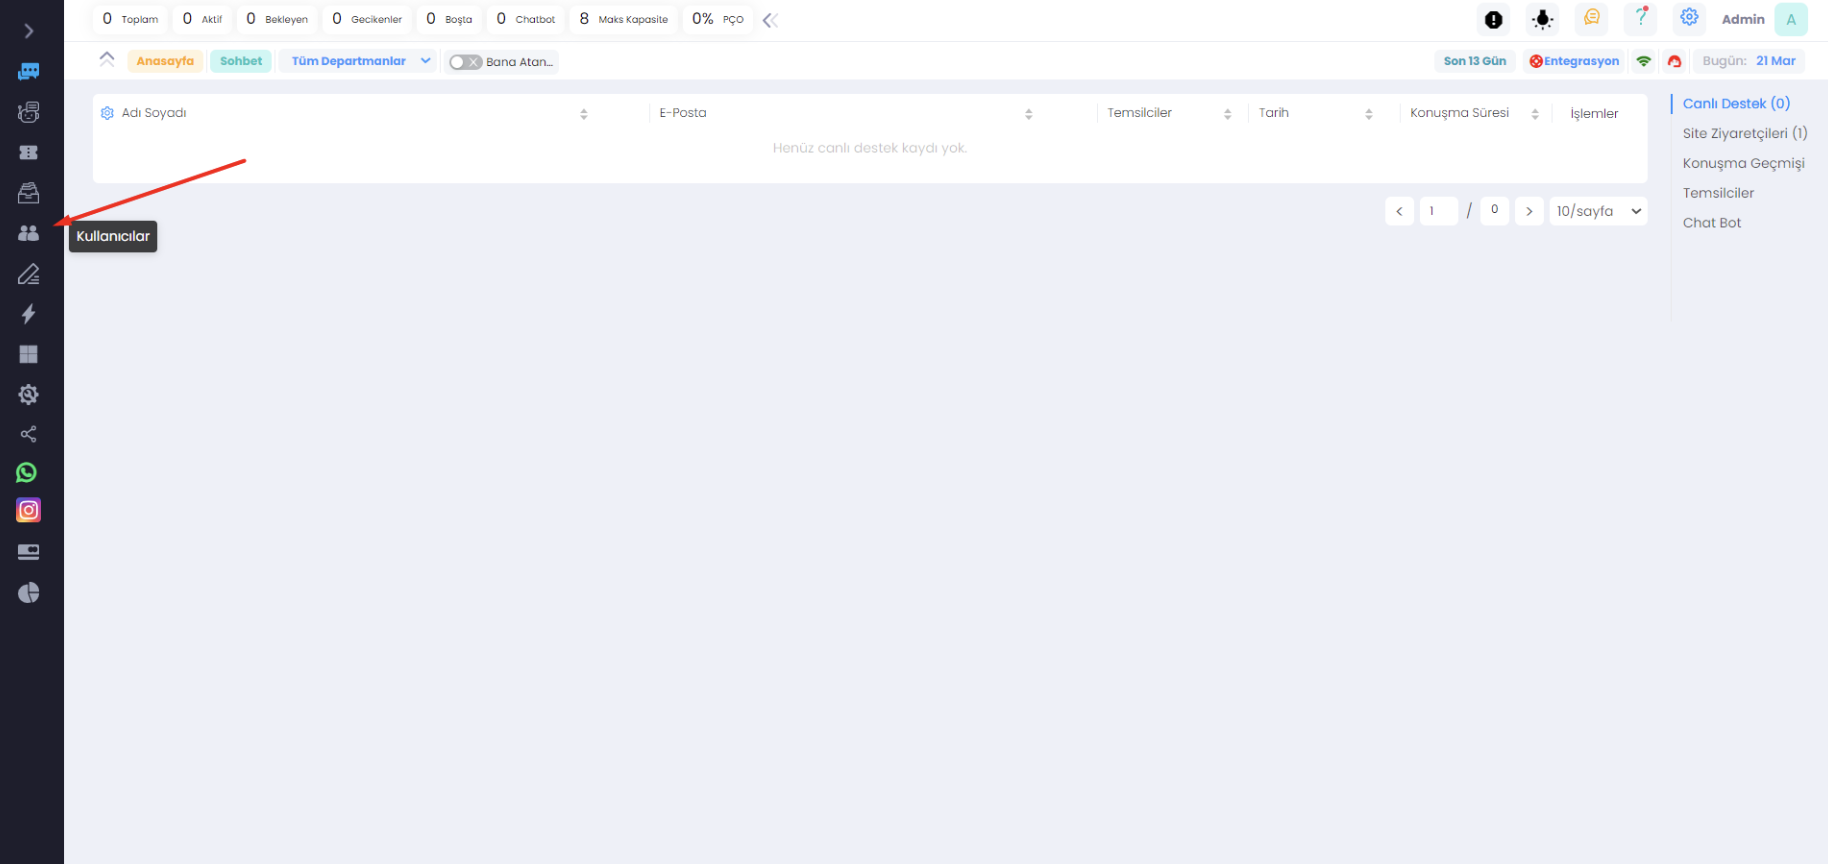 0 Toplam 0 Aktif 0 Bekleyen 0 Gecikenler 0 Boşta 0 Chatbot 8 Maks Kapasite 0% PÇO Admin A
Anasayfa Sohbet Tüm Departmanlar Bana Atan... Son 13 Gün Entegrasyon Bugün: 21 Mar
Adı Soyadı E-Posta Temsilciler Tarih Konuşma Süresi İşlemler
Henüz canlı destek kaydı yok.
1 / 0 10/sayfa
Canlı Destek (0)
Site Ziyaretçileri (1)
Konuşma Geçmişi
Temsilciler
Chat Bot
Kullanıcılar